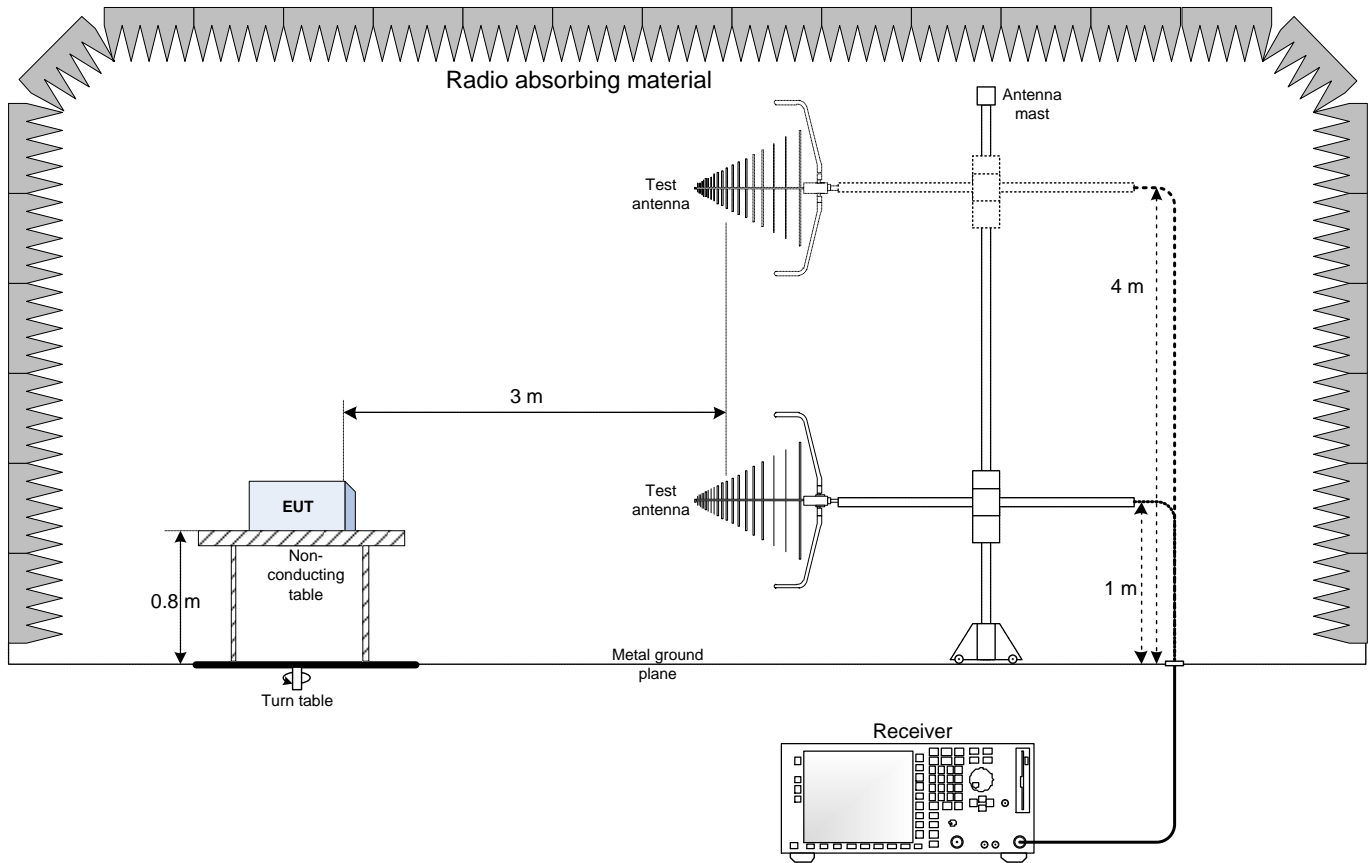 Radio absorbing material
Antenna
mast
Test
antenna
4 m
3 m
Test
antenna
EUT
Non-
conducting
table
0.8 m
1 m
Metal ground
plane
Turn table
Receiver